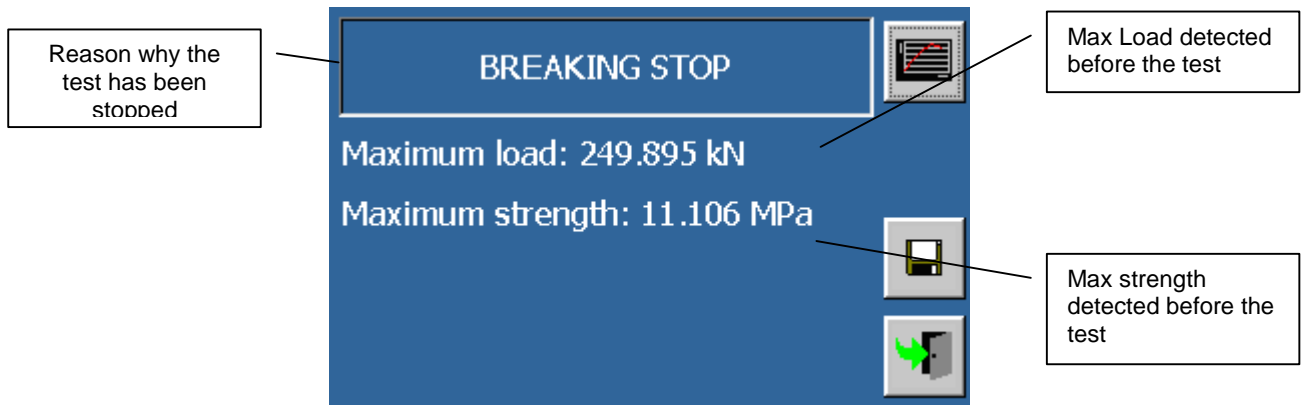 Reason why the
test has been
stopped
BREAKING STOP
Maximum load: 249.895 kN
Maximum strength: 11.106 MPa
Max Load detected
before the test
Max strength
detected before the
test